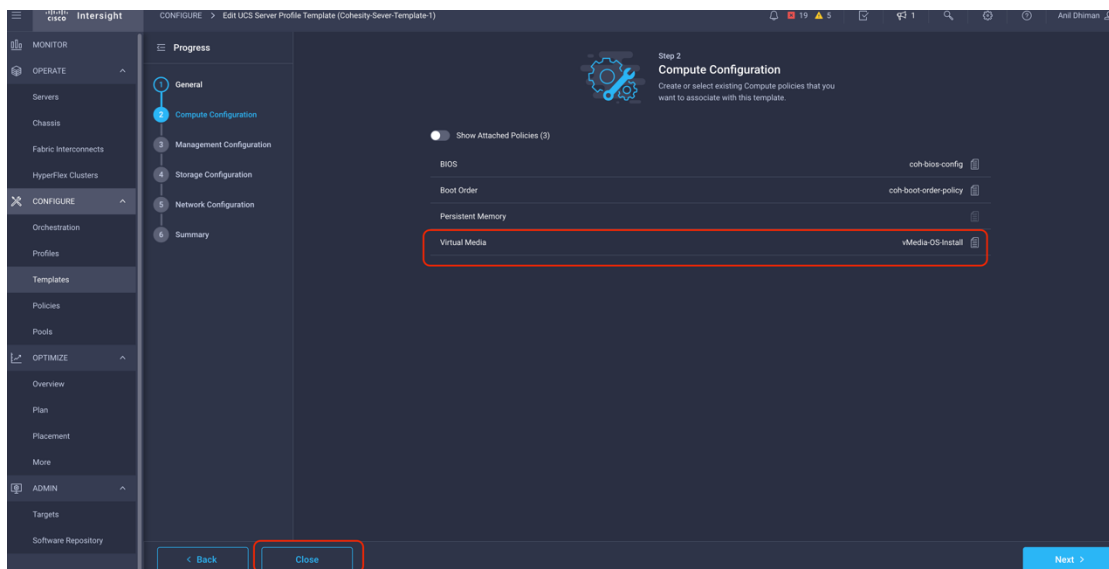 cisco Intersight
CONFIGURE > Edit UCS Server Profile Template (Cohesity-Sever-Template-1)
19 5 1 Anil Dhiman
MONITOR
OPERATE
Servers
Chassis
Fabric Interconnects
HyperFlex Clusters
CONFIGURE
Orchestration
Profiles
Templates
Policies
Pools
OPTIMIZE
Overview
Plan
Placement
More
ADMIN
Targets
Software Repository
Progress
1 General
2 Compute Configuration
3 Management Configuration
4 Storage Configuration
5 Network Configuration
6 Summary
Step 2
Compute Configuration
Create or select existing Compute policies that you
want to associate with this template.
Show Attached Policies (3)
BIOS coh-bios-config
Boot Order coh-boot-order-policy
Persistent Memory
Virtual Media vMedia-OS-Install
< Back Close Next >